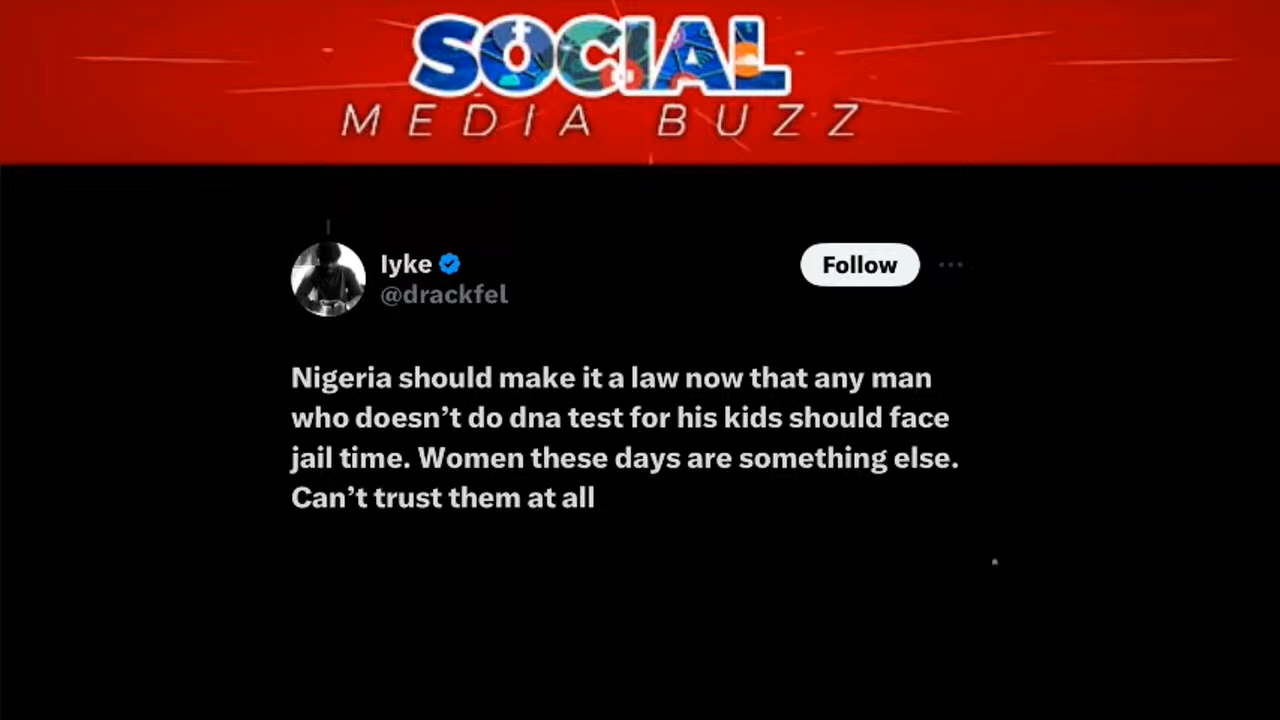 SOCIAL
MEDIA BUZZ
Iyke
@drackfel
Follow
Nigeria should make it a law now that any man
who doesn’t do dna test for his kids should face
jail time. Women these days are something else.
Can’t trust them at all